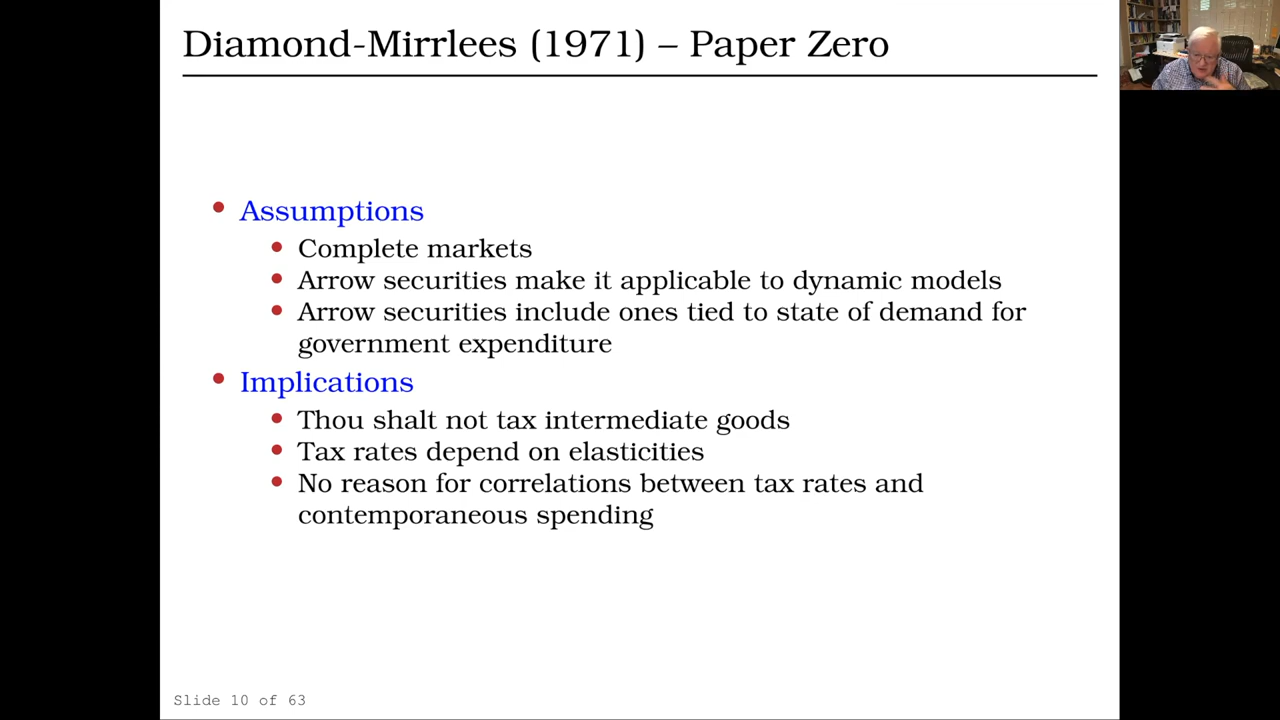 Diamond-Mirrlees (1971) – Paper Zero
• Assumptions
• Complete markets
• Arrow securities make it applicable to dynamic models
• Arrow securities include ones tied to state of demand for
government expenditure
• Implications
• Thou shalt not tax intermediate goods
• Tax rates depend on elasticities
• No reason for correlations between tax rates and
contemporaneous spending
Slide 10 of 63